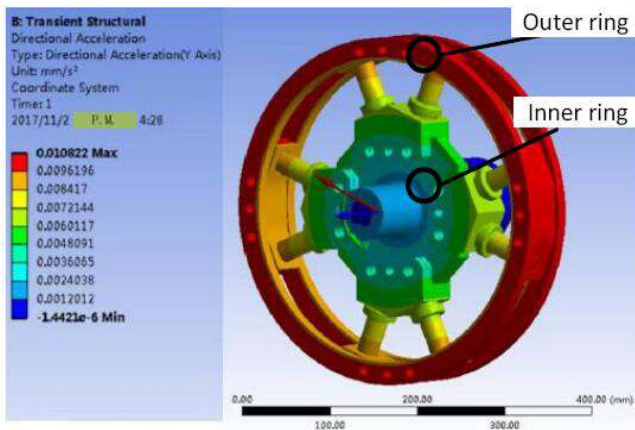 B: Transient Structural
Directional Acceleration
Type: Directional Acceleration(Y Axis)
Unit: mm/s²
Coordinate System
Time: 1
2017/11/2 P.M. 4:28
0.010822 Max
0.0096196
0.008417
0.0072144
0.0060117
0.0048091
0.0036065
0.0024038
0.0012012
-1.4421e-6 Min
Outer ring
Inner ring
0.00 200.00 400.00 (mm)
100.00 300.00